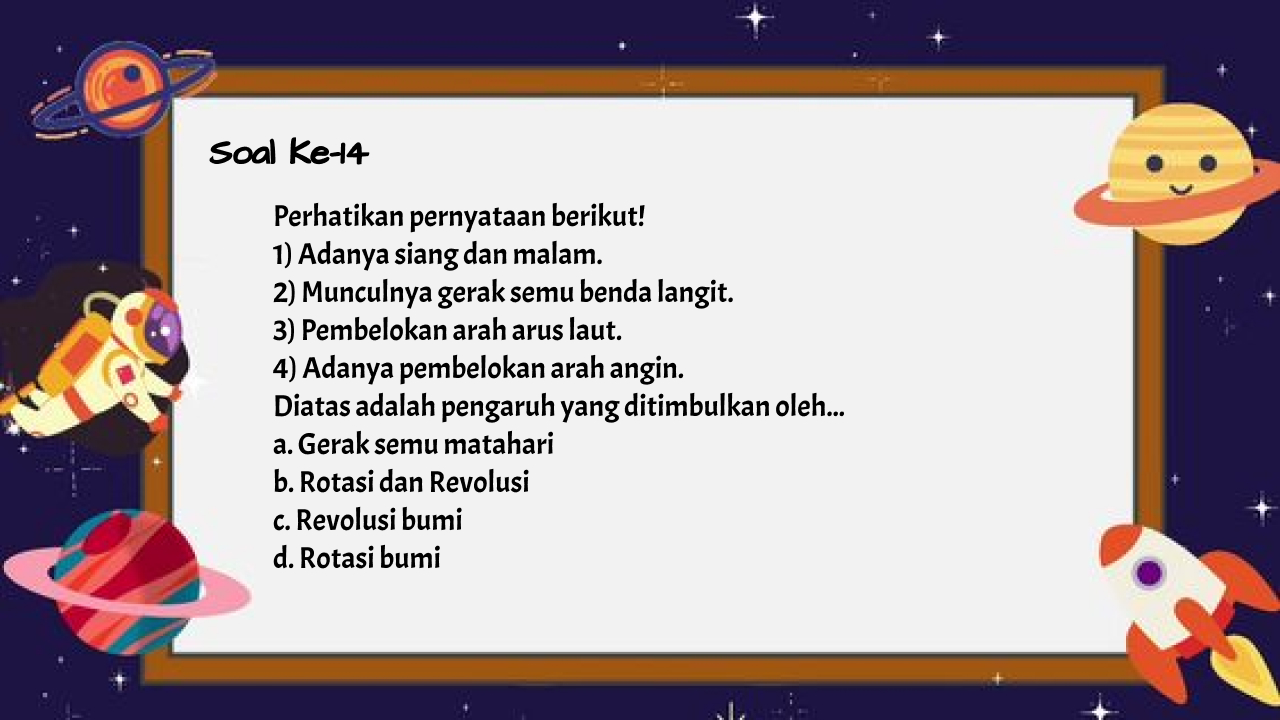 Soal Ke-14
Perhatikan pernyataan berikut!
1) Adanya siang dan malam.
2) Munculnya gerak semu benda langit.
3) Pembelokan arah arus laut.
4) Adanya pembelokan arah angin.
Diatas adalah pengaruh yang ditimbulkan oleh...
a. Gerak semu matahari
b. Rotasi dan Revolusi
c. Revolusi bumi
d. Rotasi bumi